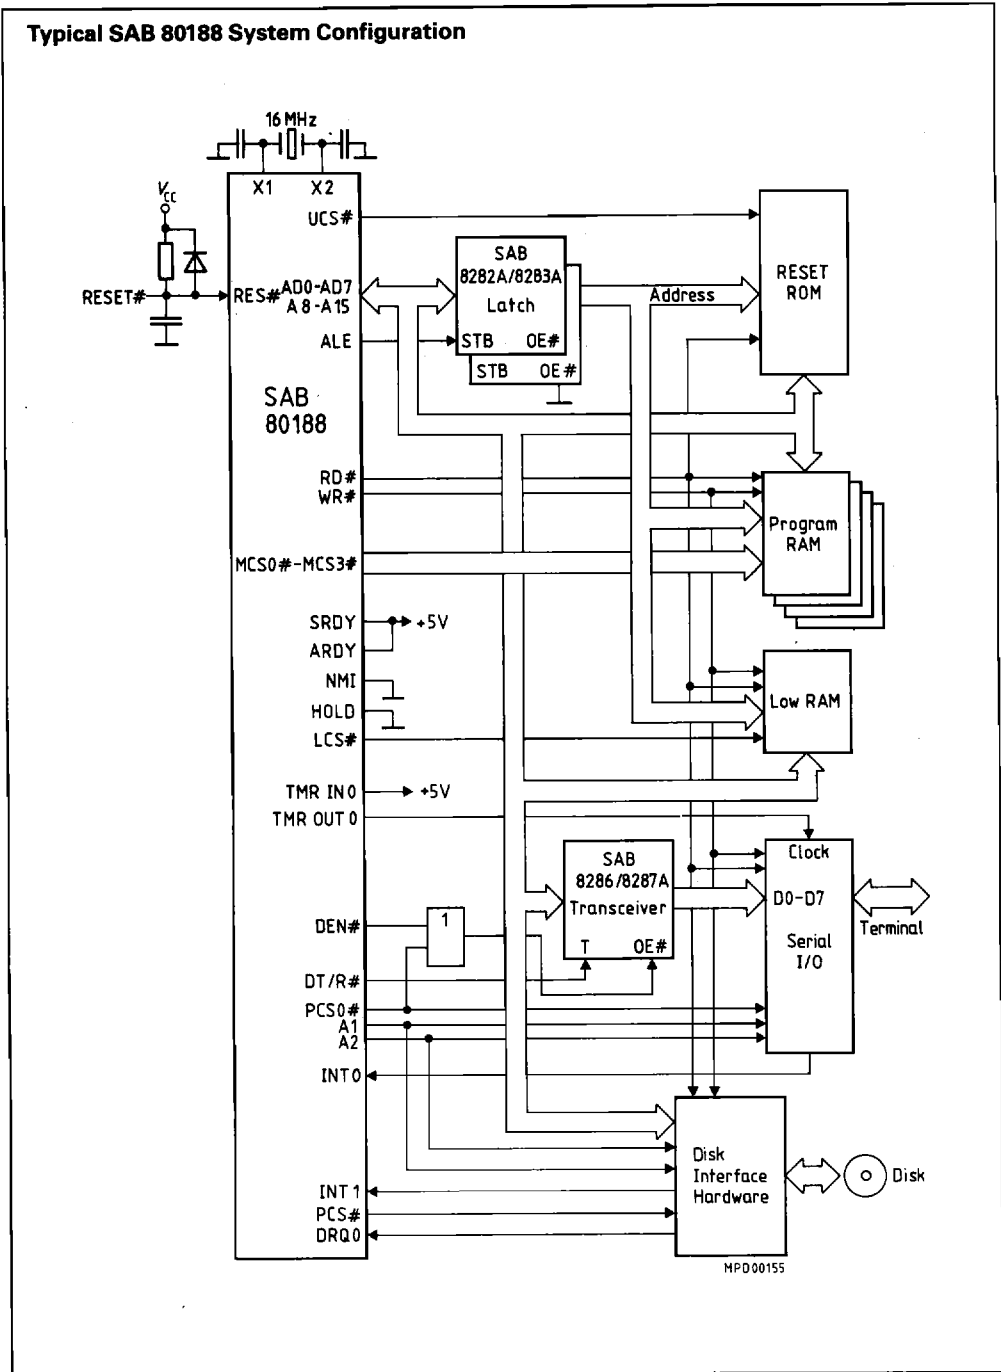 Typical SAB 80188 System Configuration
16 MHz
VCC
X1 X2
UCS#
RESET#
RES#
AD0-AD7
A8-A15
ALE
SAB
80188
RD#
WR#
MCS0#-MCS3#
SRDY
+5V
ARDY
NMI
HOLD
LCS#
TMR IN 0
+5V
TMR OUT 0
DEN#
1
DT/R#
PCS0#
A1
A2
INT0
INT1
PCS#
DRQ0
SAB
8282A/8283A
Latch
STB OE#
STB OE#
Address
RESET
ROM
Program
RAM
Low RAM
SAB
8286/8287A
Transceiver
T OE#
Clock
D0-D7
Serial
I/O
Terminal
Disk
Interface
Hardware
Disk
MPD00155